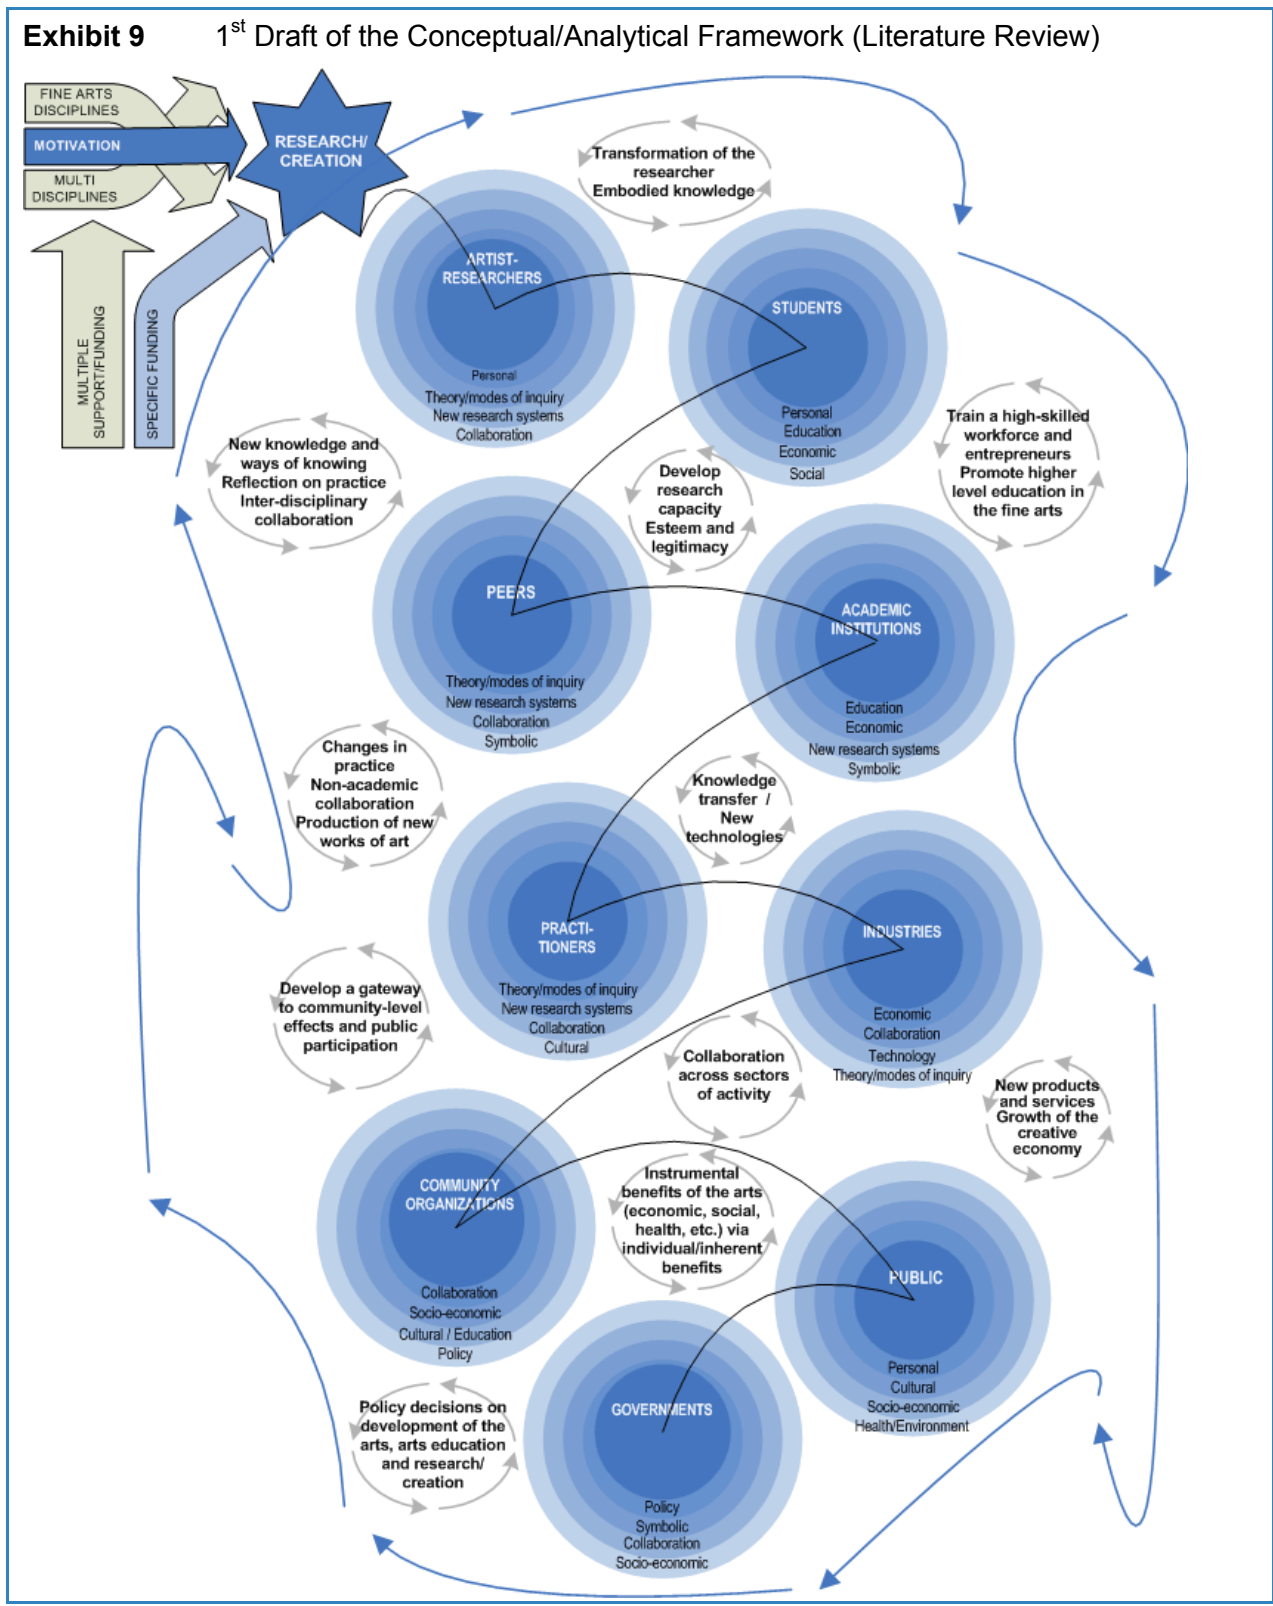 Exhibit 9 1st Draft of the Conceptual/Analytical Framework (Literature Review)
FINE ARTS
DISCIPLINES
MOTIVATION
MULTI
DISCIPLINES
RESEARCH/
CREATION
MULTIPLE
SUPPORT/FUNDING
SPECIFIC FUNDING
Transformation of the
researcher
Embodied knowledge
ARTIST-
RESEARCHERS
Personal
Theory/modes of inquiry
New research systems
Collaboration
STUDENTS
Personal
Education
Economic
Social
New knowledge and
ways of knowing
Reflection on practice
Inter-disciplinary
collaboration
Develop
research
capacity
Esteem and
legitimacy
Train a high-skilled
workforce and
entrepreneurs
Promote higher
level education in
the fine arts
PEERS
Theory/modes of inquiry
New research systems
Collaboration
Symbolic
ACADEMIC
INSTITUTIONS
Education
Economic
New research systems
Symbolic
Changes in
practice
Non-academic
collaboration
Production of new
works of art
Knowledge
transfer /
New
technologies
PRACTI-
TIONERS
Theory/modes of inquiry
New research systems
Collaboration
Cultural
INDUSTRIES
Economic
Collaboration
Technology
Theory/modes of inquiry
Develop a gateway
to community-level
effects and public
participation
Collaboration
across sectors
of activity
New products
and services
Growth of the
creative
economy
COMMUNITY
ORGANIZATIONS
Collaboration
Socio-economic
Cultural / Education
Policy
Instrumental
benefits of the arts
(economic, social,
health, etc.) via
individual/inherent
benefits
PUBLIC
Personal
Cultural
Socio-economic
Health/Environment
Policy decisions on
development of the
arts, arts education
and research/
creation
GOVERNMENTS
Policy
Symbolic
Collaboration
Socio-economic